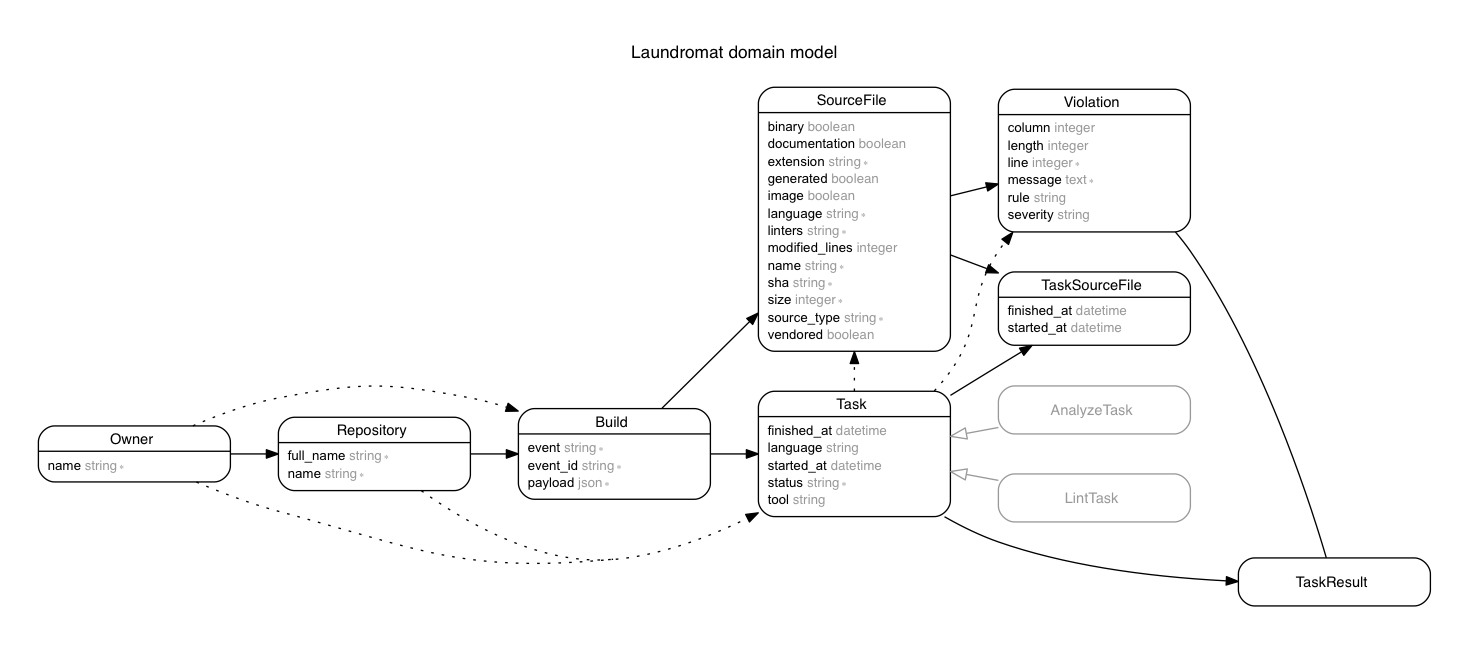 Laundromat domain model
SourceFile
binary boolean
documentation boolean
extension string *
generated boolean
image boolean
language string *
linters string *
modified_lines integer
name string *
sha string *
size integer *
source_type string *
vendored boolean
Violation
column integer
length integer
line integer *
message text *
rule string
severity string
TaskSourceFile
finished_at datetime
started_at datetime
Owner
name string *
Repository
full_name string *
name string *
Build
event string *
event_id string *
payload json *
Task
finished_at datetime
language string
started_at datetime
status string *
tool string
AnalyzeTask
LintTask
TaskResult